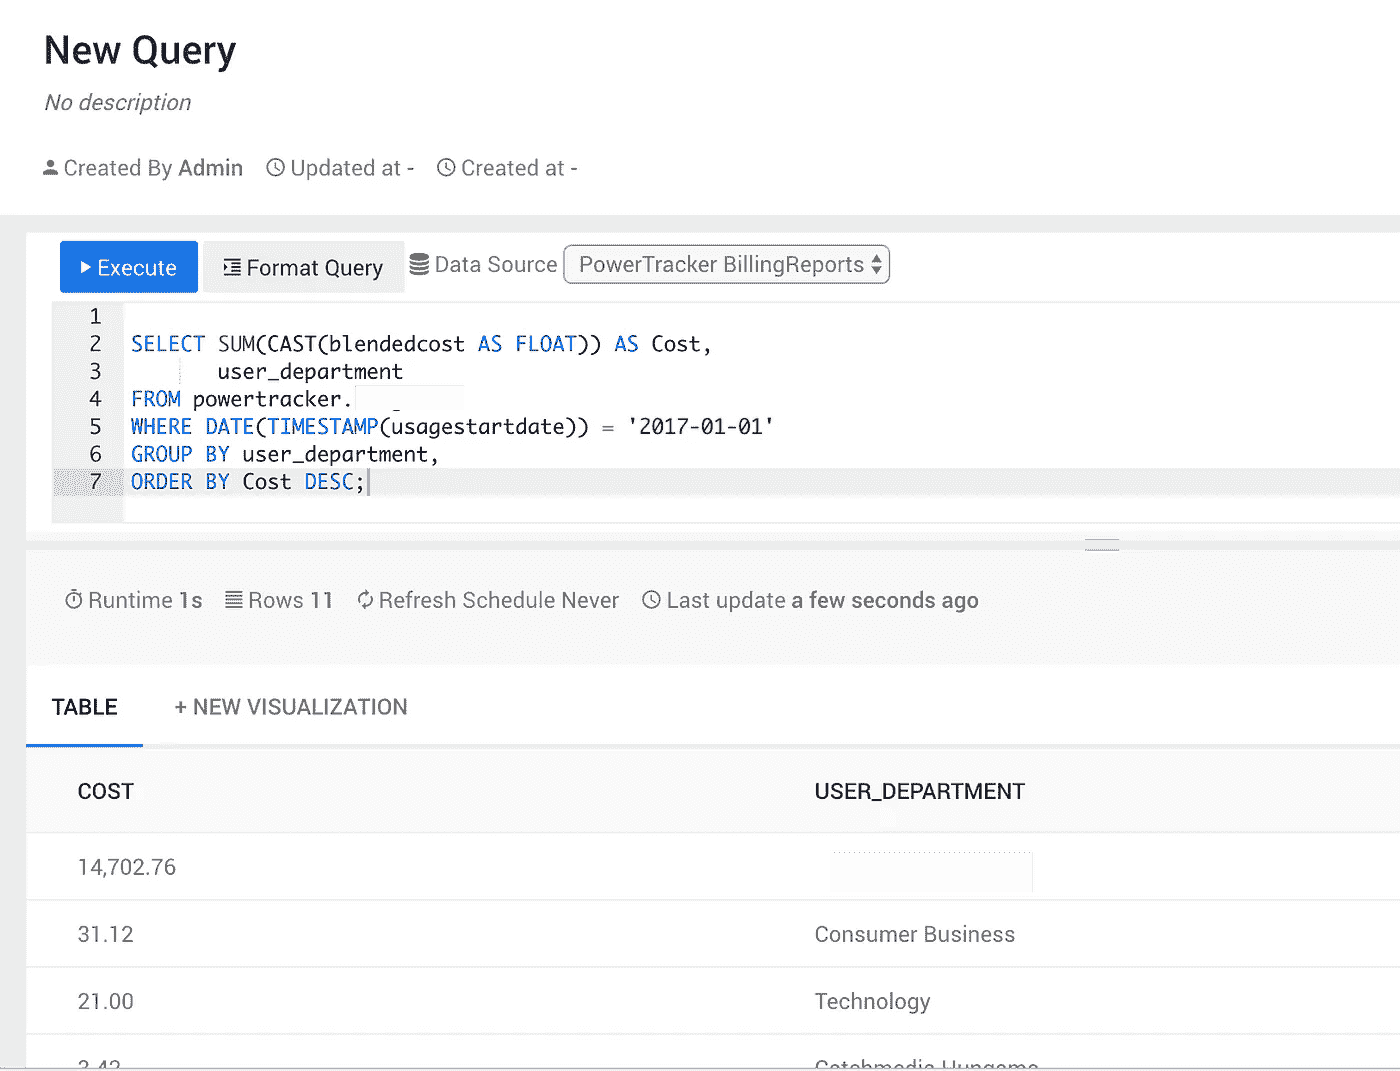 New Query
No description
Created By Admin Updated at - Created at -
Execute Format Query Data Source PowerTracker BillingReports
1
2 SELECT SUM(CAST(blendedcost AS FLOAT)) AS Cost,
3 user_department
4 FROM powertracker.
5 WHERE DATE(TIMESTAMP(usagestartdate)) = '2017-01-01'
6 GROUP BY user_department,
7 ORDER BY Cost DESC;
Runtime 1s Rows 11 Refresh Schedule Never Last update a few seconds ago
TABLE + NEW VISUALIZATION
COST USER_DEPARTMENT
14,702.76
31.12 Consumer Business
21.00 Technology